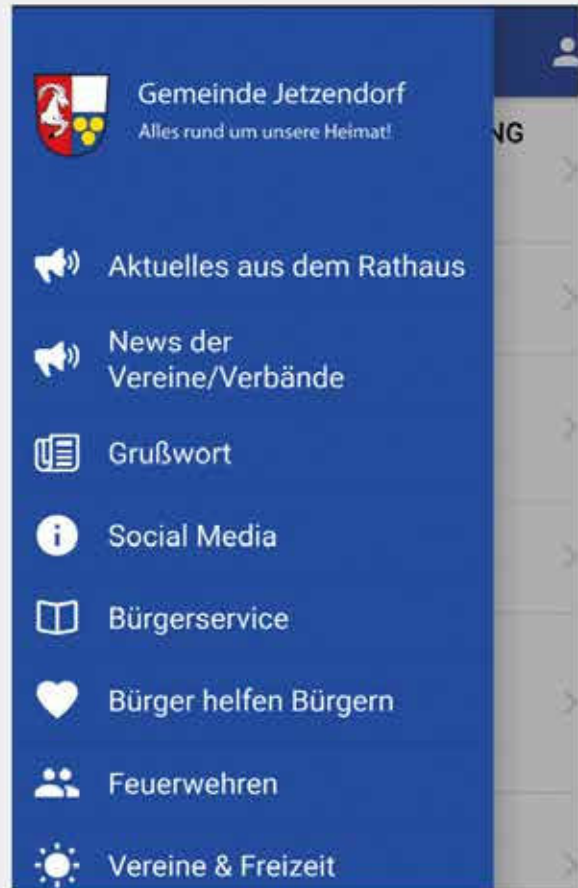 Gemeinde Jetzendorf
Alles rund um unsere Heimat!
NG
Aktuelles aus dem Rathaus
News der
Vereine/Verbände
Grußwort
Social Media
Bürgerservice
Bürger helfen Bürgern
Feuerwehren
Vereine & Freizeit